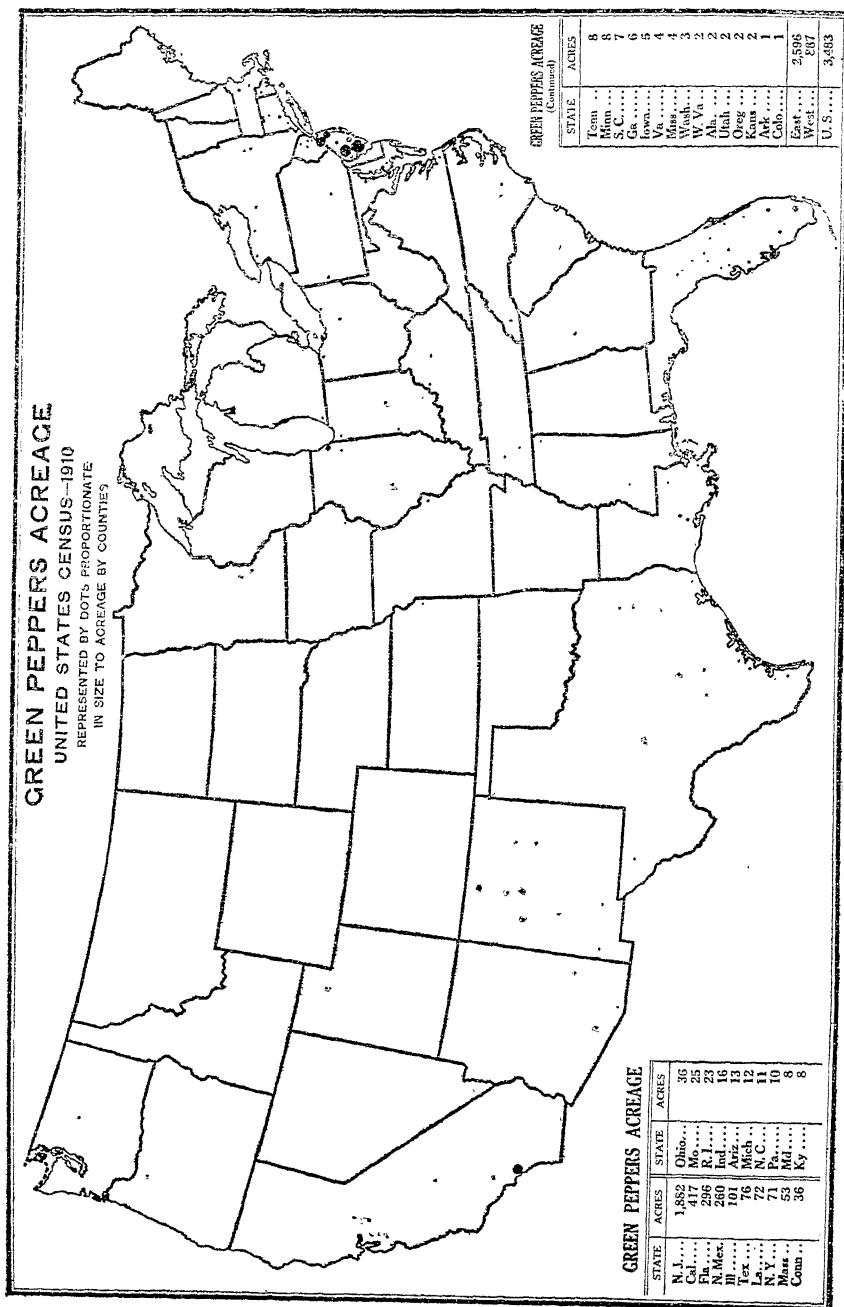 GREEN PEPPERS ACREAGE
UNITED STATES CENSUS—1910
REPRESENTED BY DOTS PROPORTIONATE
IN SIZE TO ACREAGE BY COUNTIES
GREEN PEPPERS ACREAGE
STATE ACRES STATE ACRES
N. J.... 1,882 Ohio... 36
Cal.... 417 Mo.... 25
Fla.... 296 R. I.... 23
N. Mex. 260 Ind.... 16
Ill .... 101 Ariz... 13
Tex ... 76 Mich... 12
La.... 72 N. C... 11
N. Y... 71 Pa.... 10
Mass .. 53 Md.... 8
Conn .. 36 Ky .... 8
GREEN PEPPERS ACREAGE
(Continued)
STATE ACRES
Tenn .. 8
Minn .. 8
S. C..... 7
Ga ..... 6
Iowa.... 5
Va ..... 4
Miss .... 4
Wash... 3
W. Va .. 2
Ala..... 2
Utah ... 2
Oreg ... 2
Kans ... 2
Ark .... 1
Colo.... 1
East.... 2,596
West... 887
U. S.... 3,483